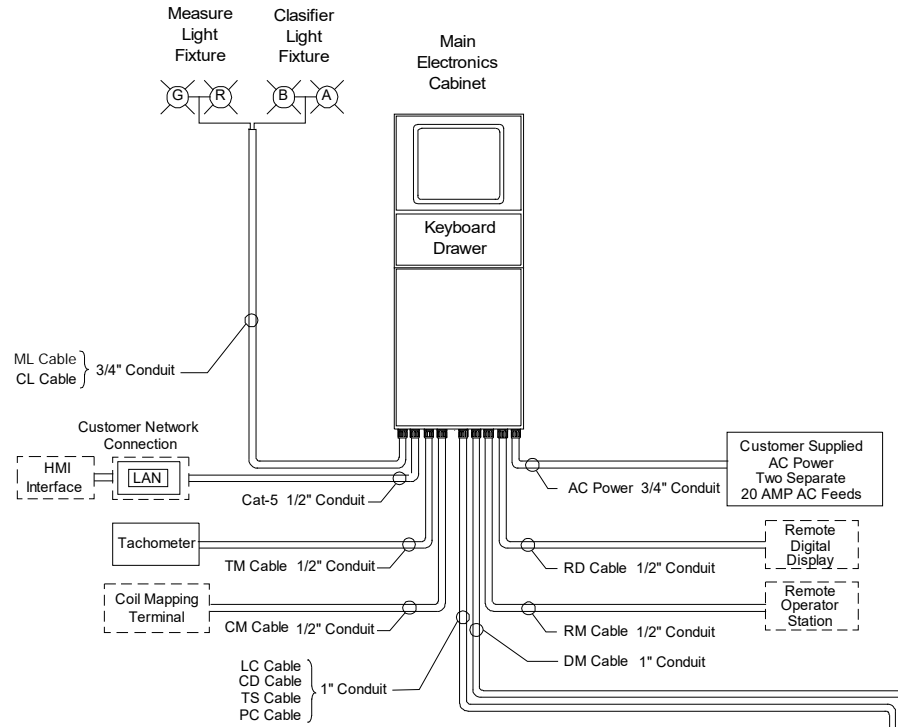 Measure
Light
Fixture
Clasifier
Light
Fixture
Main
Electronics
Cabinet
G
R
B
A
Keyboard
Drawer
ML Cable
CL Cable
3/4" Conduit
Customer Network
Connection
HMI
Interface
LAN
Cat-5 1/2" Conduit
Tachometer
TM Cable 1/2" Conduit
Coil Mapping
Terminal
CM Cable 1/2" Conduit
LC Cable
CD Cable
TS Cable
PC Cable
1" Conduit
Customer Supplied
AC Power
Two Separate
20 AMP AC Feeds
AC Power 3/4" Conduit
Remote
Digital
Display
RD Cable 1/2" Conduit
Remote
Operator
Station
RM Cable 1/2" Conduit
DM Cable 1" Conduit